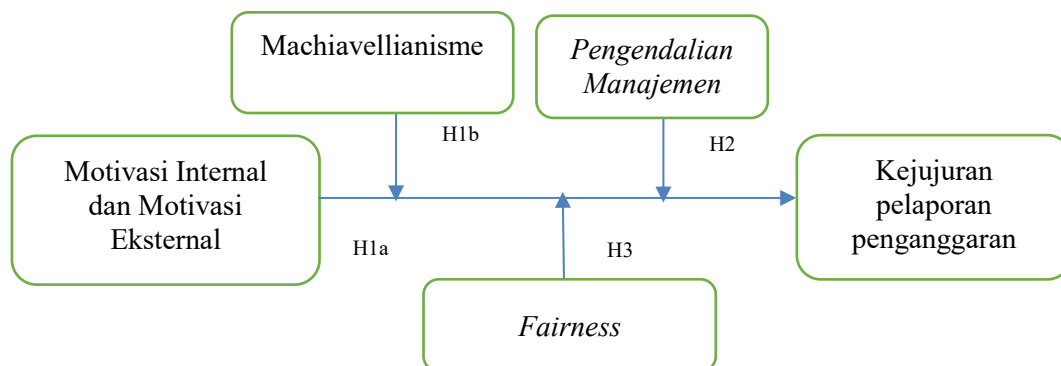 Machiavellianisme
Pengendalian
Manajemen
H1b
H2
Motivasi Internal
dan Motivasi
Eksternal
Kejujuran
pelaporan
penganggaran
H1a
H3
Fairness